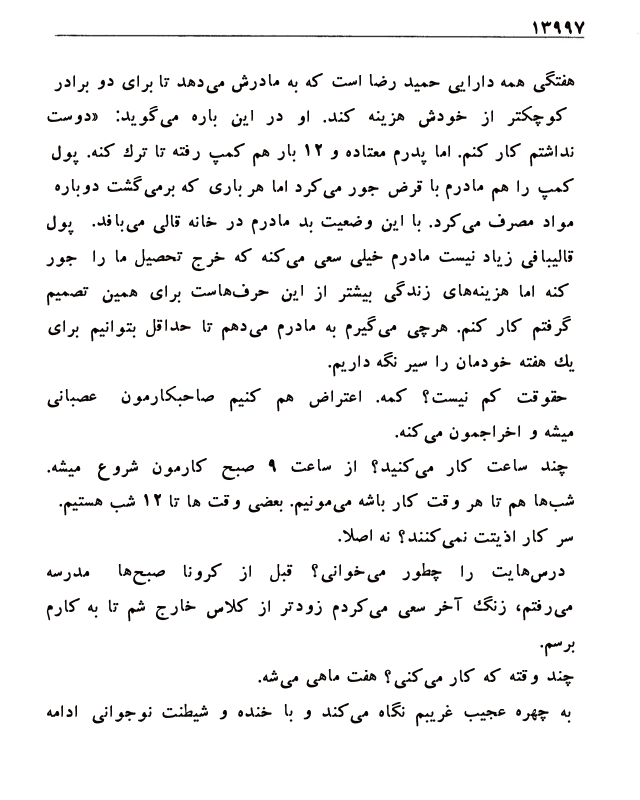 ۱۳۹۹۷
هفتگی همه دارایی حمید رضا است که به مادرش می‌دهد تا برای دو برادر
کوچکتر از خودش هزینه کند. او در این باره می‌گوید: «دوست
نداشتم کار کنم. اما پدرم معتاده و ۱۲ بار هم کمپ رفته تا ترك کنه. پول
کمپ را هم مادرم با قرض جور می‌کرد اما هر باری که برمی‌گشت دوباره
مواد مصرف می‌کرد. با این وضعیت بد مادرم در خانه قالی می‌بافد. پول
قالیبافی زیاد نیست مادرم خیلی سعی می‌کنه که خرج تحصیل ما را جور
کنه اما هزینه‌های زندگی بیشتر از این حرف‌هاست برای همین تصمیم
گرفتم کار کنم. هرچی می‌گیرم به مادرم می‌دهم تا حداقل بتوانیم برای
یك هفته خودمان را سیر نگه داریم.
حقوقت کم نیست؟ کمه. اعتراض هم کنیم صاحبکارمون عصبانی
میشه و اخراجمون می‌کنه.
چند ساعت کار می‌کنید؟ از ساعت ۹ صبح کارمون شروع میشه.
شب‌ها هم تا هر وقت کار باشه می‌مونیم. بعضی وقت ها تا ۱۲ شب هستیم.
سر کار اذیتت نمی‌کنند؟ نه اصلا.
درس‌هایت را چطور می‌خوانی؟ قبل از کرونا صبح‌ها مدرسه
می‌رفتم، زنگ آخر سعی می‌کردم زودتر از کلاس خارج شم تا به کارم
برسم.
چند وقته که کار می‌کنی؟ هفت ماهی می‌شه.
به چهره عجیب غریبم نگاه می‌کند و با خنده و شیطنت نوجوانی ادامه